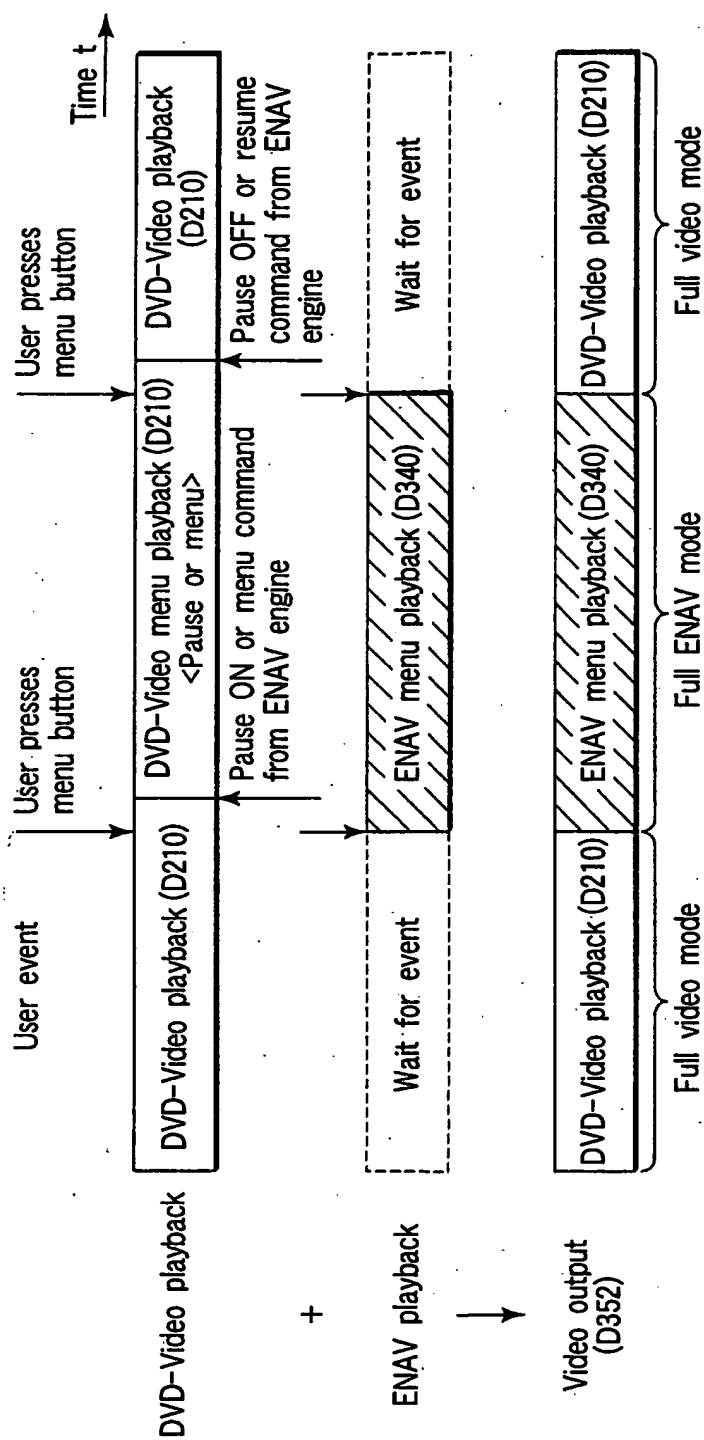 Time t
User event
User presses
menu button
User presses
menu button
DVD-Video playback
DVD-Video playback (D210)
DVD-Video menu playback (D210)
<Pause or menu>
DVD-Video playback
(D210)
Pause ON or menu command
from ENAV engine
Pause OFF or resume
command from ENAV
engine
+
ENAV playback
Wait for event
ENAV menu playback (D340)
Wait for event
Video output
(D352)
DVD-Video playback (D210)
ENAV menu playback (D340)
DVD-Video playback (D210)
Full video mode
Full ENAV mode
Full video mode